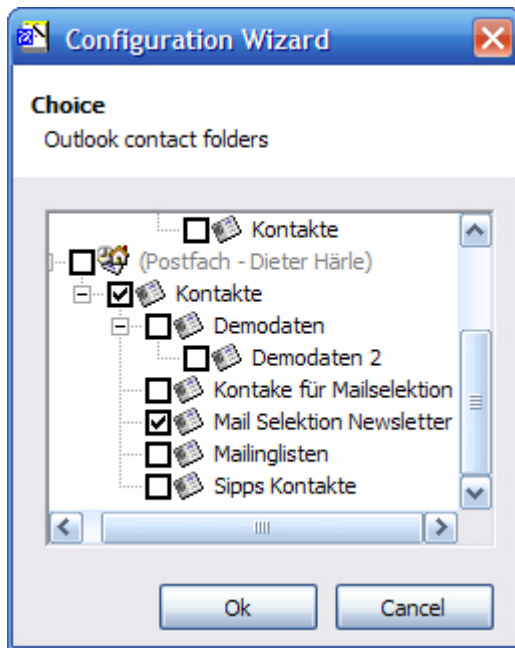 Configuration Wizard
Choice
Outlook contact folders
Kontakte
(Postfach - Dieter Härle)
Kontakte
Demodaten
Demodaten 2
Kontake für Mailselektion
Mail Selektion Newsletter
Mailinglisten
Sipps Kontakte
Ok Cancel